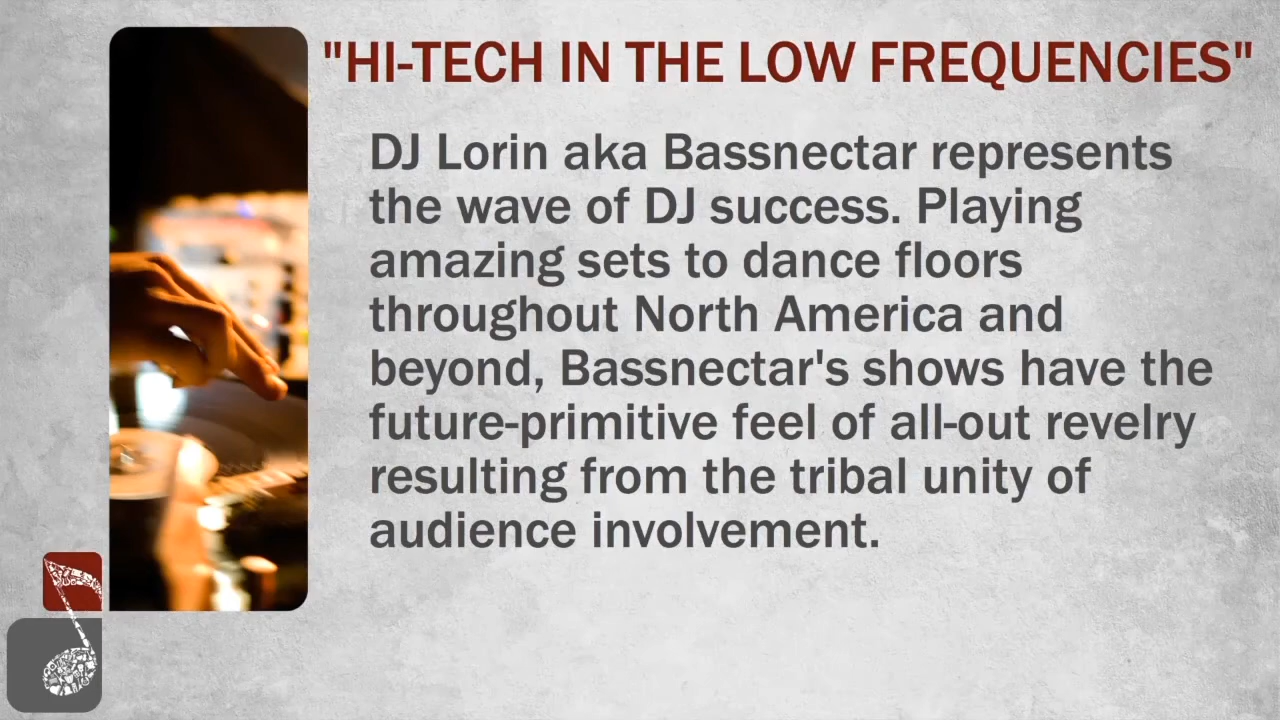 "HI-TECH IN THE LOW FREQUENCIES"
DJ Lorin aka Bassnectar represents
the wave of DJ success. Playing
amazing sets to dance floors
throughout North America and
beyond, Bassnectar's shows have the
future-primitive feel of all-out revelry
resulting from the tribal unity of
audience involvement.